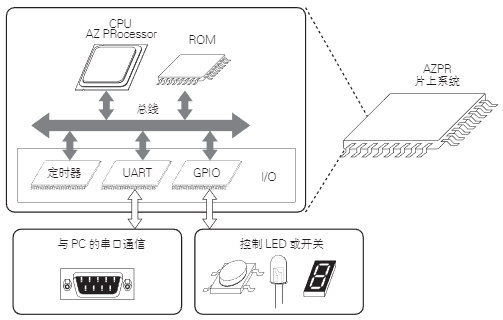 CPU
AZ PRocessor
ROM
总线
定时器
UART
GPIO
I/O
AZPR
片上系统
与 PC 的串口通信
控制 LED 或开关